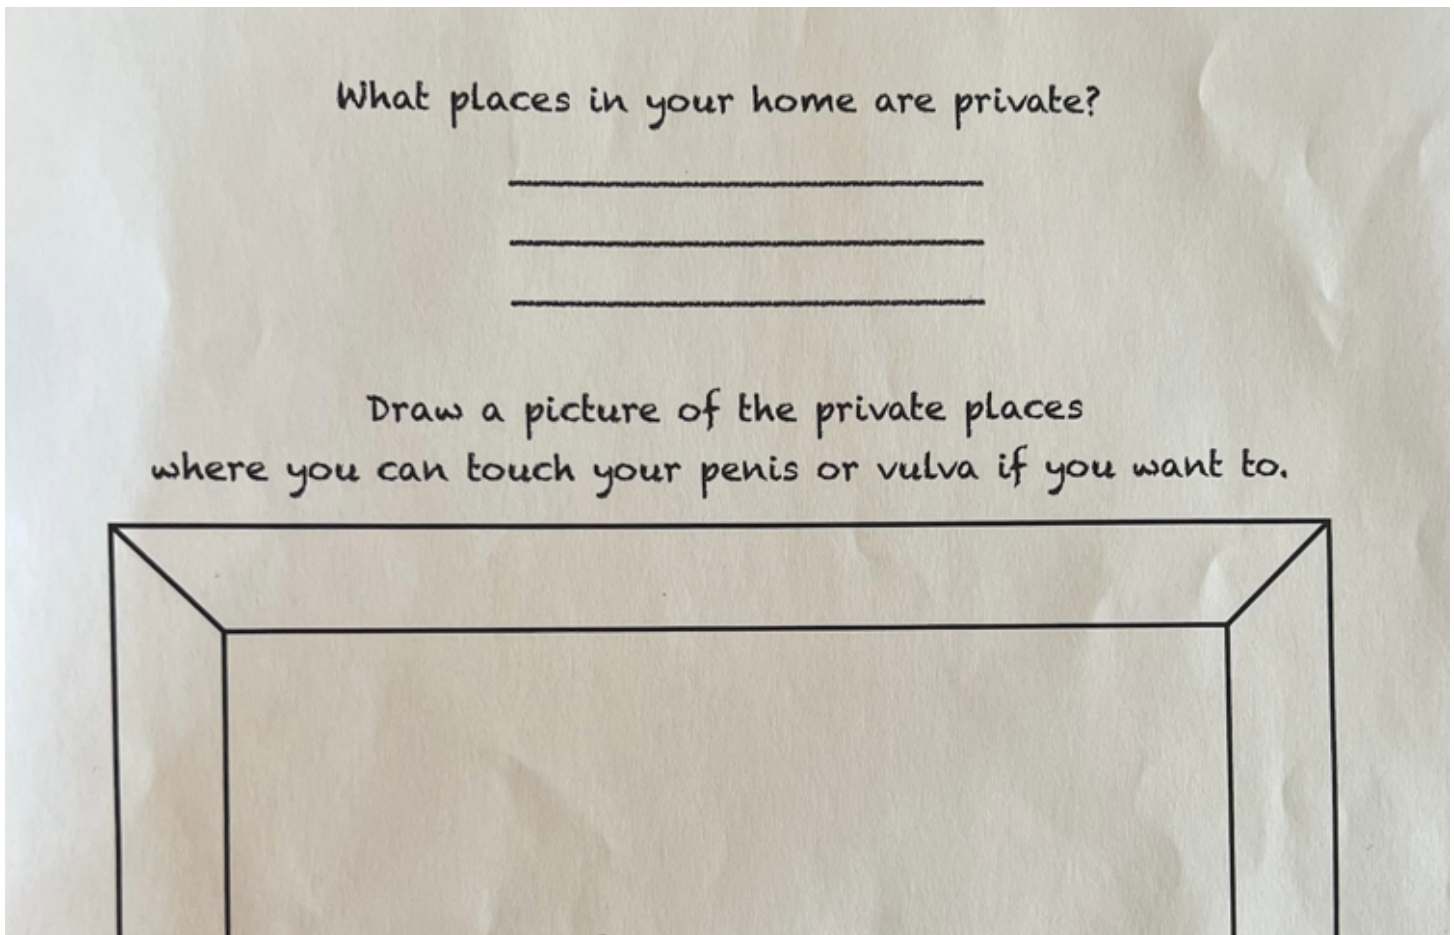 What places in your home are private?
Draw a picture of the private places
where you can touch your penis or vulva if you want to.